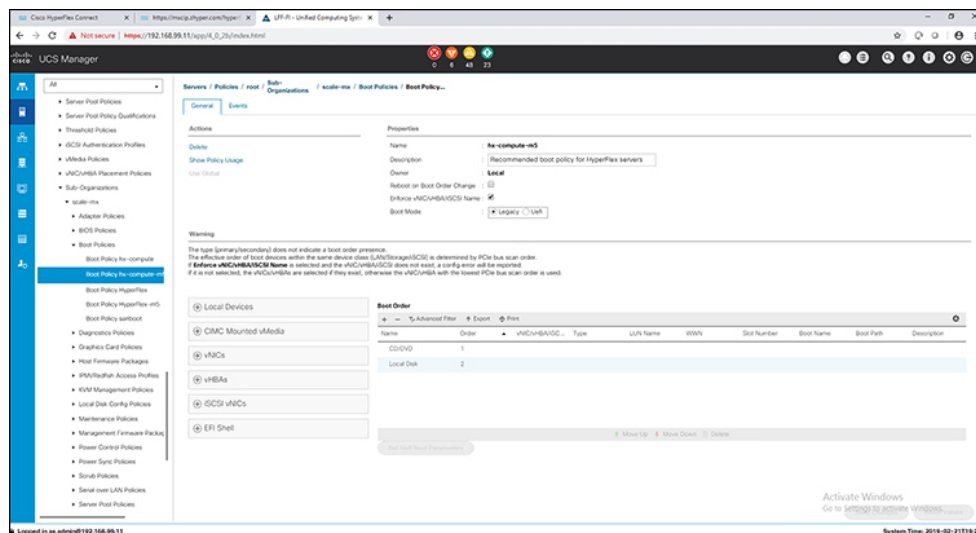 Cisco HyperFlex Connect
LFF-FI - Unified Computing Syst
Not secure | https://192.168.99.11/app/4_0_2b/index.html
cisco UCS Manager
0 6 48 23
All
Server Pool Policies
Server Pool Policy Qualifications
Threshold Policies
iSCSI Authentication Profiles
vMedia Policies
vNIC/vHBA Placement Policies
Sub-Organizations
scale-mx
Adapter Policies
BIOS Policies
Boot Policies
Boot Policy hx-compute
Boot Policy hx-compute-m5
Boot Policy HyperFlex
Boot Policy HyperFlex-m5
Boot Policy sanboot
Diagnostics Policies
Graphics Card Policies
Host Firmware Packages
IPMI/Redfish Access Profiles
KVM Management Policies
Local Disk Config Policies
Maintenance Policies
Management Firmware Packag
Power Control Policies
Power Sync Policies
Scrub Policies
Serial over LAN Policies
Server Pool Policies
Servers / Policies / root / Sub-Organizations / scale-mx / Boot Policies / Boot Policy...
General Events
Actions
Delete
Show Policy Usage
Use Global
Properties
Name : hx-compute-m5
Description : Recommended boot policy for HyperFlex servers
Owner : Local
Reboot on Boot Order Change :
Enforce vNIC/vHBA/iSCSI Name :
Boot Mode : Legacy Uefi
Warning
The type (primary/secondary) does not indicate a boot order presence.
The effective order of boot devices within the same device class (LAN/Storage/iSCSI) is determined by PCIe bus scan order.
If Enforce vNIC/vHBA/iSCSI Name is selected and the vNIC/vHBA/iSCSI does not exist, a config error will be reported.
If it is not selected, the vNICs/vHBAs are selected if they exist, otherwise the vNIC/vHBA with the lowest PCIe bus scan order is used.
Local Devices
CIMC Mounted vMedia
vNICs
vHBAs
iSCSI vNICs
EFI Shell
Boot Order
+ − Advanced Filter Export Print
Name Order vNIC/vHBA/iSC... Type LUN Name WWN Slot Number Boot Name Boot Path Description
CD/DVD 1
Local Disk 2
Move Up Move Down Delete
Set Uefi Boot Parameters
Activate Windows
Go to Settings to activate Windows.
Logged in as admin@192.168.99.11
System Time: 2019-02-21T19:2